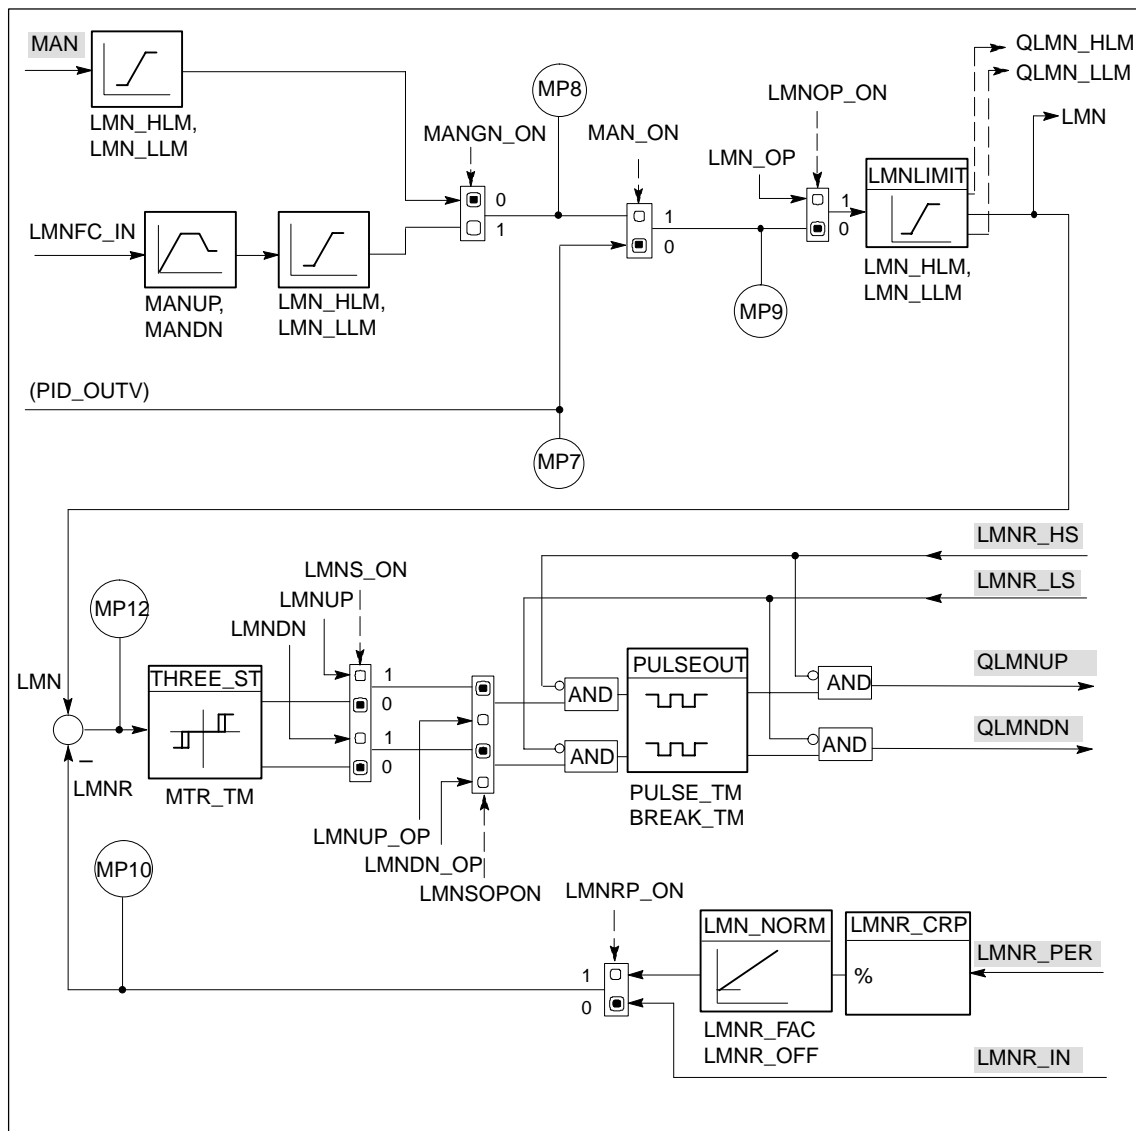 MAN
QLMN_HLM
QLMN_LLM
MP8
LMNOP_ON
LMN
LMN_HLM,
LMN_LLM
MANGN_ON
MAN_ON
LMN_OP
LMNLIMIT
0
1
1
0
1
0
LMNFC_IN
MANUP,
MANDN
LMN_HLM,
LMN_LLM
LMN_HLM,
LMN_LLM
MP9
(PID_OUTV)
MP7
LMNR_HS
LMNS_ON
LMNR_LS
LMNUP
MP12
LMNDN
PULSEOUT
QLMNUP
LMN
THREE_ST
1
AND
AND
0
1
QLMNDN
AND
AND
0
–
LMNR
MTR_TM
PULSE_TM
BREAK_TM
LMNUP_OP
LMNDN_OP
MP10
LMNSOPON
LMNRP_ON
LMN_NORM
LMNR_CRP
LMNR_PER
1
%
0
LMNR_FAC
LMNR_OFF
LMNR_IN